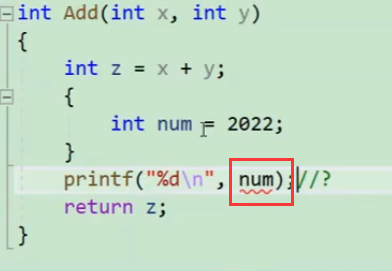 int Add(int x, int y)
{
    int z = x + y;
    {
        int num = 2022;
    }
    printf("%d\n", num);//?
    return z;
}